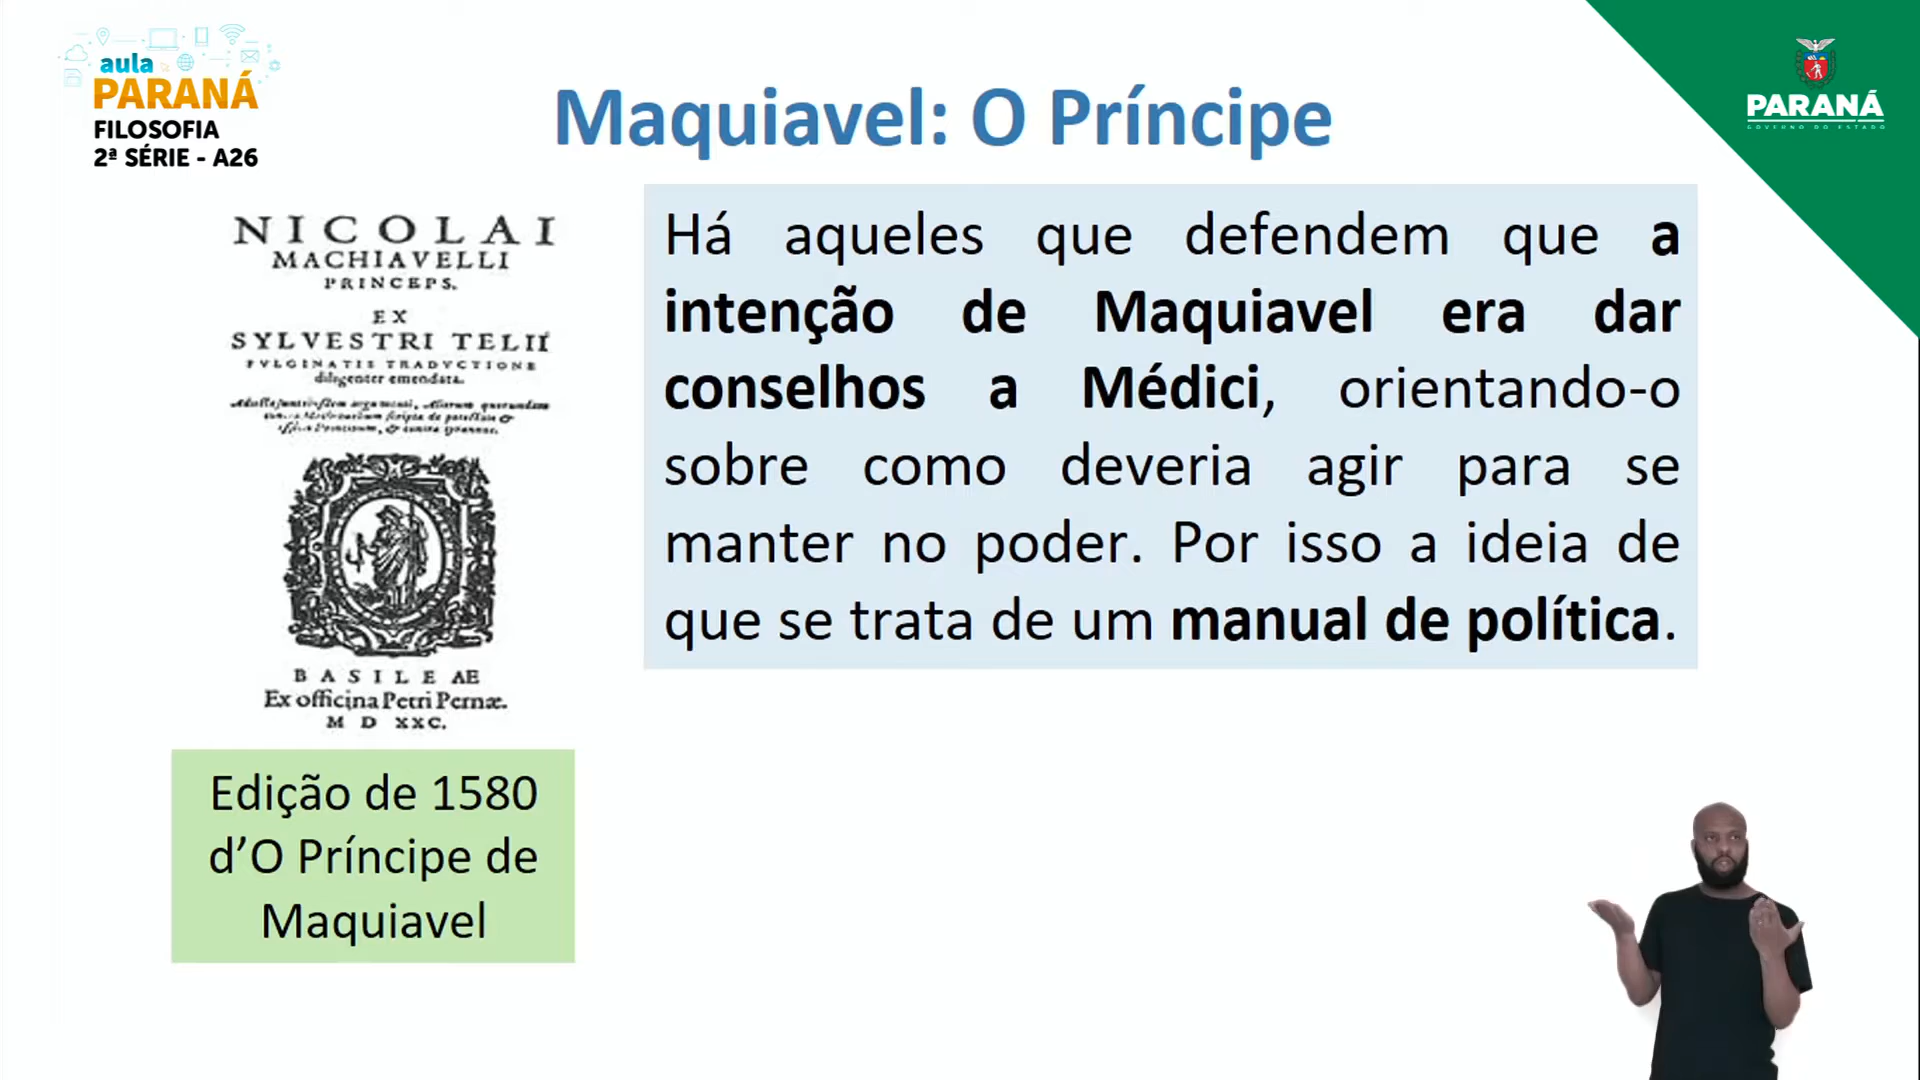 aula
PARANÁ
FILOSOFIA
2ª SÉRIE - A26
Maquiavel: O Príncipe
PARANÁ
GOVERNO DO ESTADO
NICOLAI
MACHIAVELLI
PRINCEPS.
EX
SYLVESTRI TELII
FVLGINATIS TRADVCTIONE
diligenter emendata.
BASILEAE
Ex officina Petri Pernæ.
M D XXC.
Há aqueles que defendem que a
intenção de Maquiavel era dar
conselhos a Médici, orientando-o
sobre como deveria agir para se
manter no poder. Por isso a ideia de
que se trata de um manual de política.
Edição de 1580
d’O Príncipe de
Maquiavel